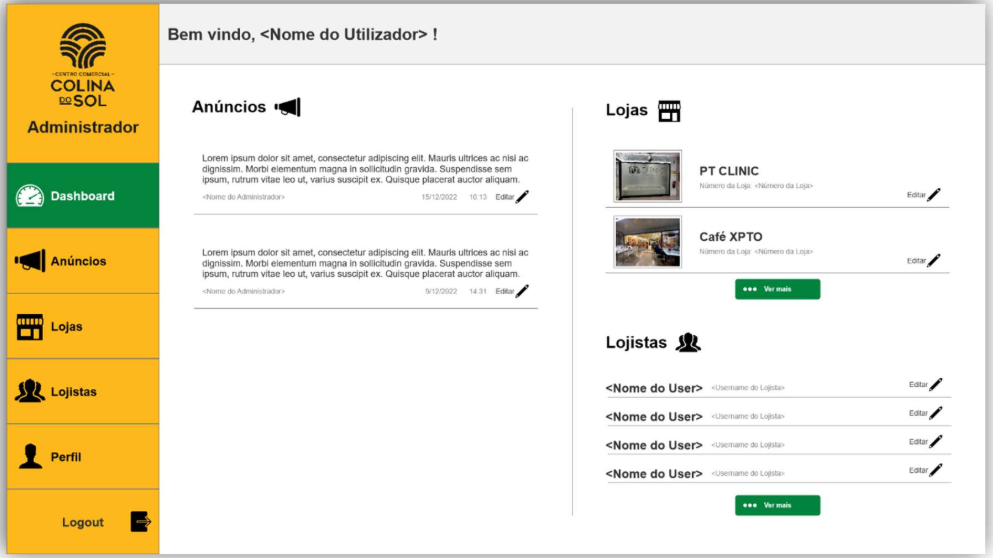 -CENTRO COMERCIAL-
COLINA
DO SOL
Administrador
Dashboard
Anúncios
Lojas
Lojistas
Perfil
Logout
Bem vindo, <Nome do Utilizador> !
Anúncios
Lorem ipsum dolor sit amet, consectetur adipiscing elit. Mauris ultrices ac nisi ac
dignissim. Morbi elementum magna in sollicitudin gravida. Suspendisse sem
ipsum, rutrum vitae leo ut, varius suscipit ex. Quisque placerat auctor aliquam.
<Nome do Administrador> 15/12/2022 16:13 Editar
Lorem ipsum dolor sit amet, consectetur adipiscing elit. Mauris ultrices ac nisi ac
dignissim. Morbi elementum magna in sollicitudin gravida. Suspendisse sem
ipsum, rutrum vitae leo ut, varius suscipit ex. Quisque placerat auctor aliquam.
<Nome do Administrador> 9/12/2022 14:31 Editar
Lojas
PT CLINIC
Número da Loja: <Número da Loja>
Editar
Café XPTO
Número da Loja: <Número da Loja>
Editar
Ver mais
Lojistas
<Nome do User> <Username do Lojista> Editar
<Nome do User> <Username do Lojista> Editar
<Nome do User> <Username do Lojista> Editar
<Nome do User> <Username do Lojista> Editar
Ver mais